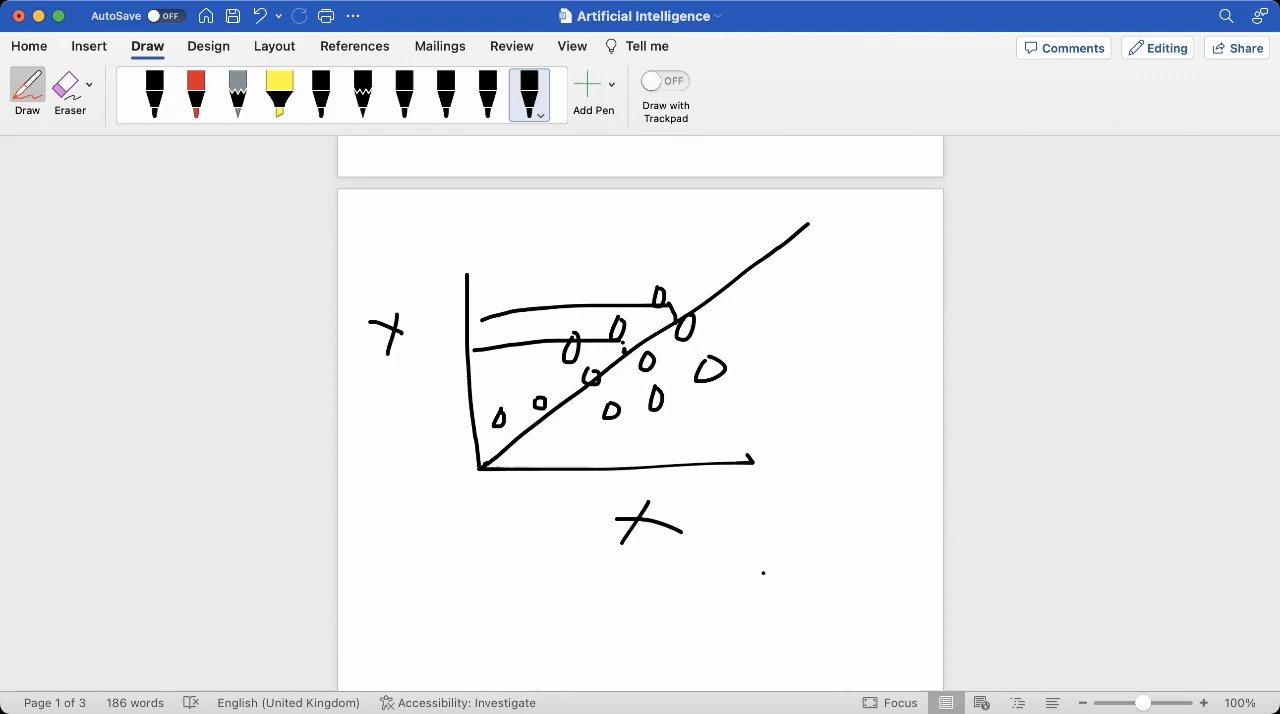 AutoSave OFF Artificial Intelligence
Home Insert Draw Design Layout References Mailings Review View Tell me Comments Editing Share
OFF
Draw Eraser Add Pen Draw with Trackpad
X
X
Page 1 of 3 186 words English (United Kingdom) Accessibility: Investigate Focus 100%